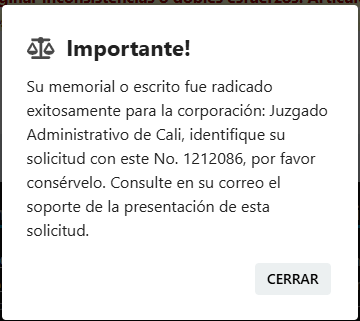 Importante!
Su memorial o escrito fue radicado
exitosamente para la corporación: Juzgado
Administrativo de Cali, identifique su
solicitud con este No. 1212086, por favor
consérvelo. Consulte en su correo el
soporte de la presentación de esta
solicitud.
CERRAR